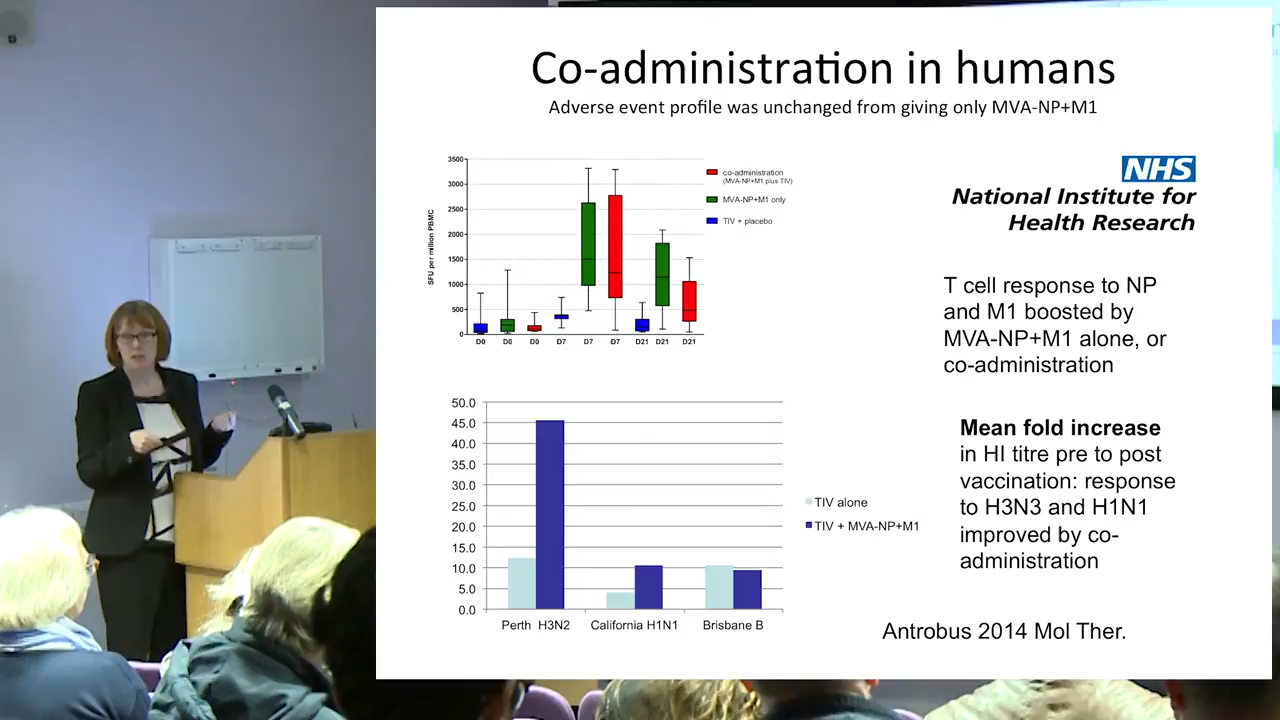 Co-administration in humans
Adverse event profile was unchanged from giving only MVA-NP+M1
3500
3000
2500
2000
1500
1000
500
0
SFU per million PBMC
D0
D0
D0
D7
D7
D7
D21
D21
D21
co-administration
(MVA-NP+M1 plus TIV)
MVA-NP+M1 only
TIV + placebo
NHS
National Institute for
Health Research
T cell response to NP
and M1 boosted by
MVA-NP+M1 alone, or
co-administration
50.0
45.0
40.0
35.0
30.0
25.0
20.0
15.0
10.0
5.0
0.0
Perth H3N2
California H1N1
Brisbane B
TIV alone
TIV + MVA-NP+M1
Mean fold increase
in HI titre pre to post
vaccination: response
to H3N3 and H1N1
improved by co-
administration
Antrobus 2014 Mol Ther.